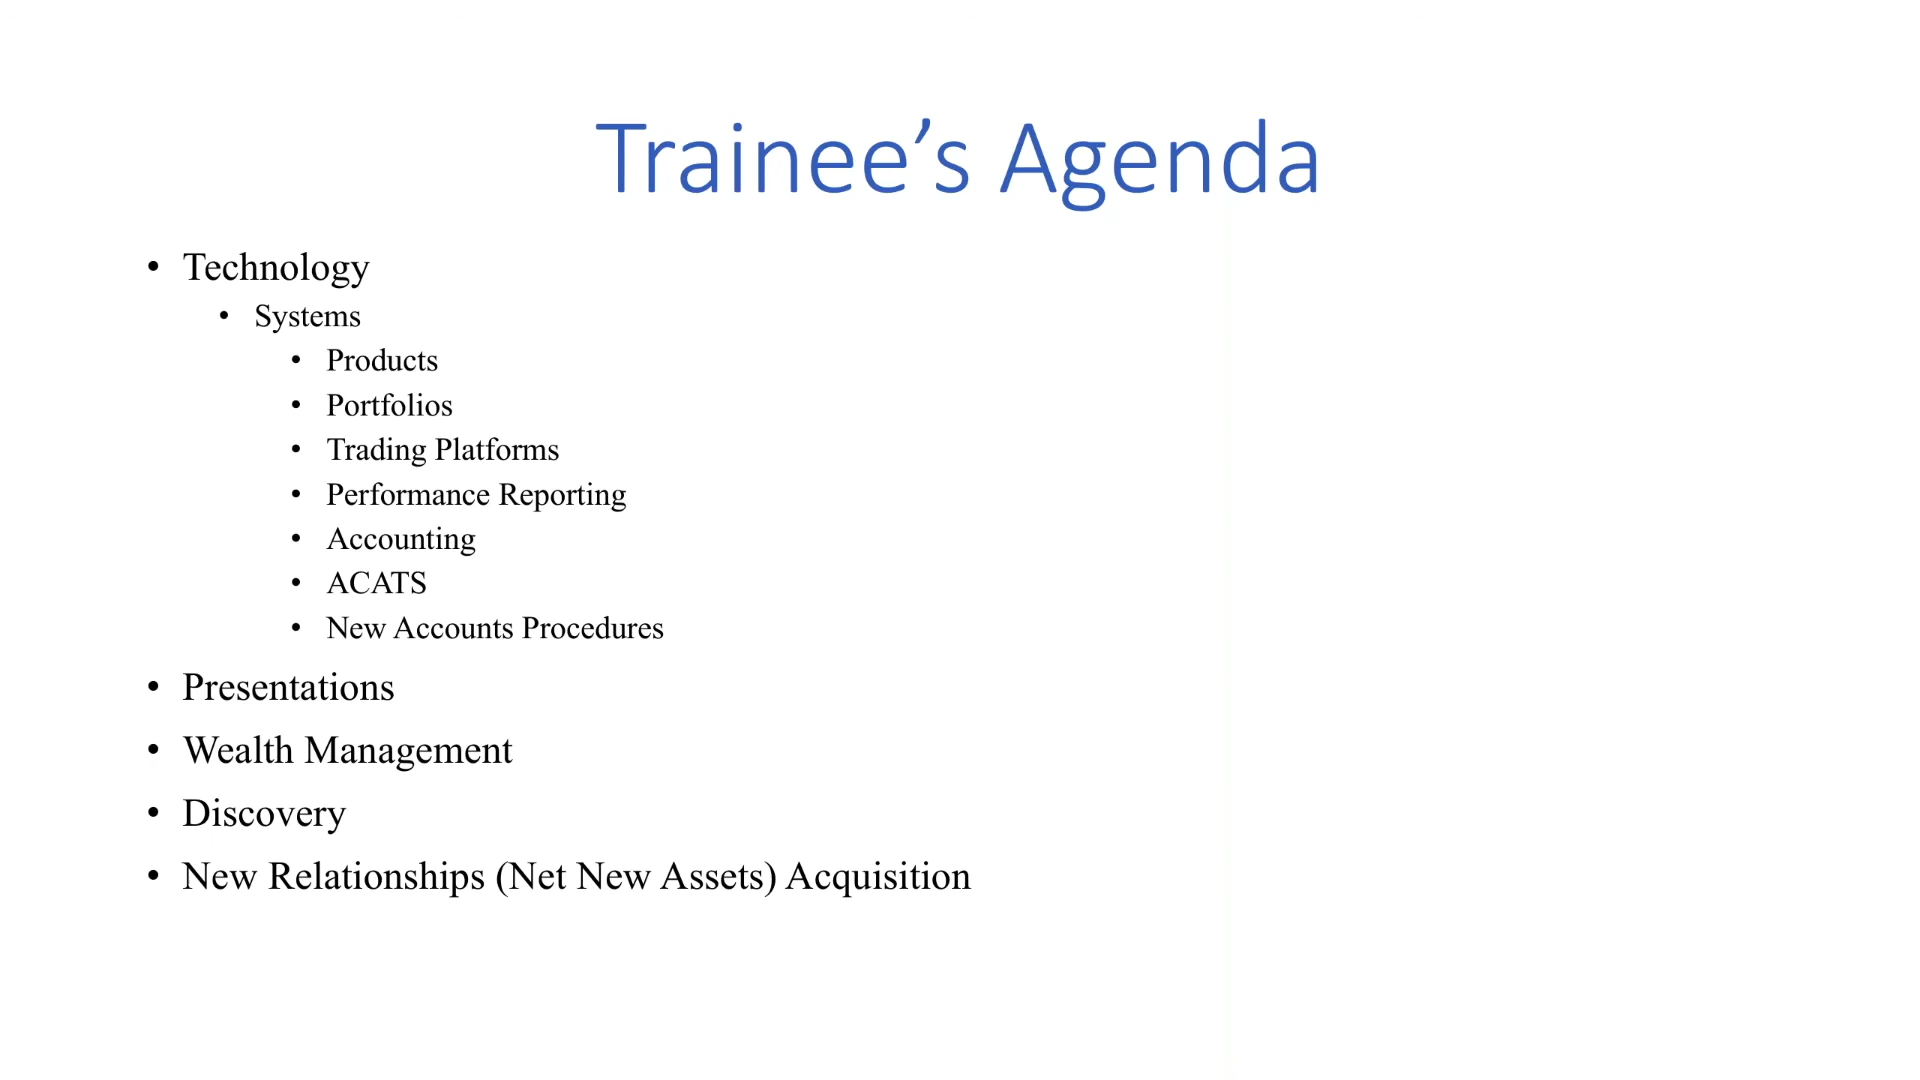 Trainee’s Agenda
• Technology
• Systems
• Products
• Portfolios
• Trading Platforms
• Performance Reporting
• Accounting
• ACATS
• New Accounts Procedures
• Presentations
• Wealth Management
• Discovery
• New Relationships (Net New Assets) Acquisition